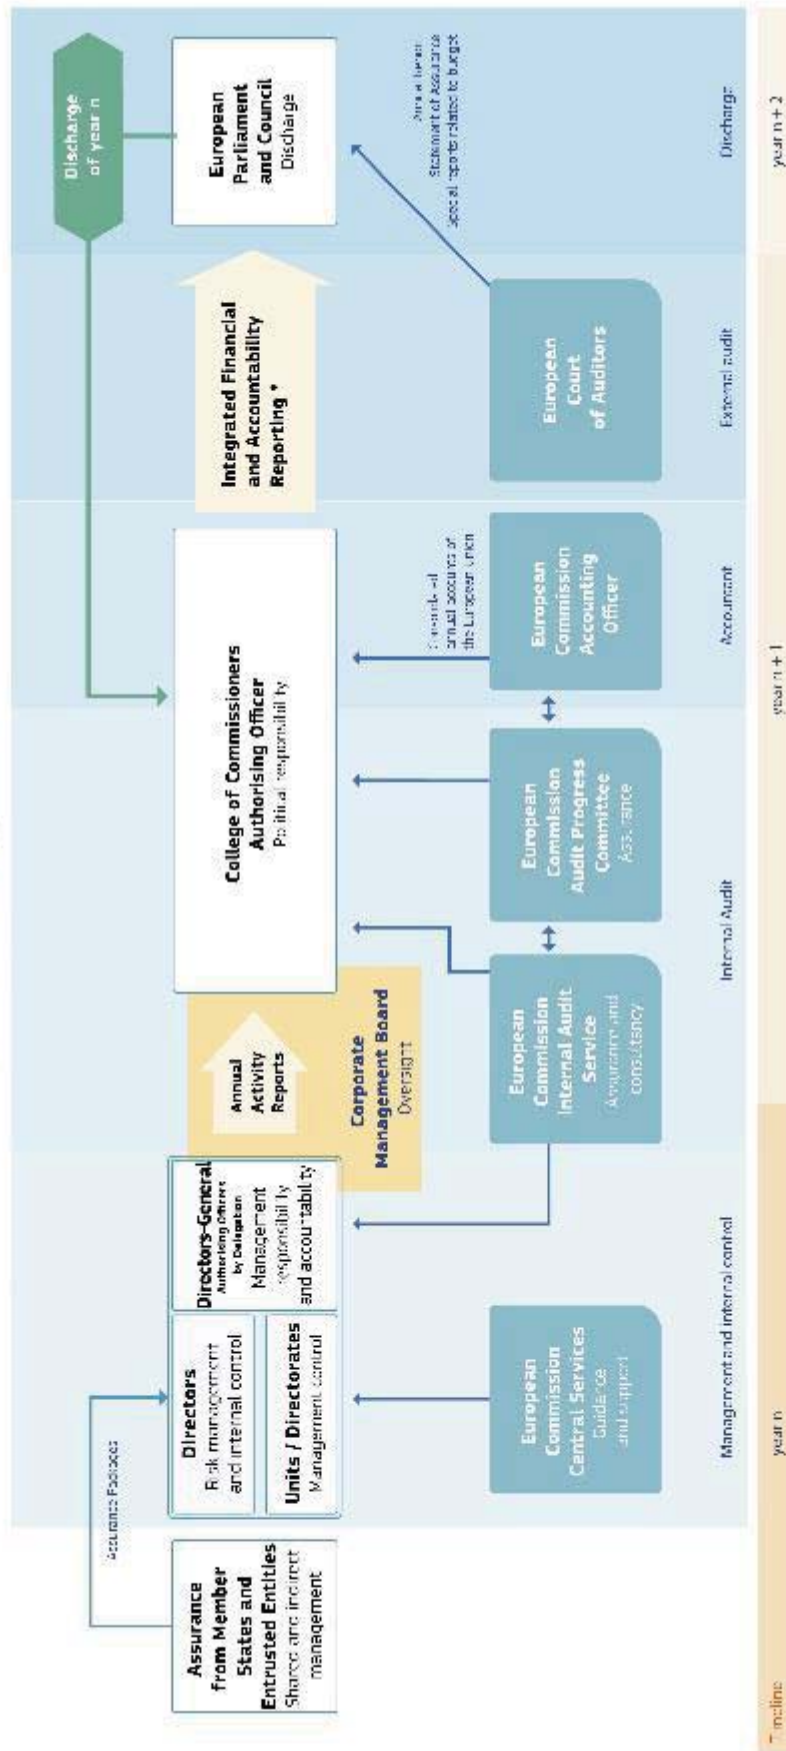 Assurance
from Member
States and
Entrusted Entities
Shared and indirect
management
Assurance Packages
Directors
Risk management
and internal control
Units / Directorates
Management control
Directors-General
Authorising Officers
by Delegation
Management
responsibility
and accountability
Annual
Activity
Reports
Corporate
Management Board
Oversight
College of Commissioners
Authorising Officer
Political responsibility
Integrated Financial
and Accountability
Reporting *
European
Parliament
and Council
Discharge
Discharge
of year n
European
Commission
Central Services
Guidance
and support
European
Commission
Internal Audit
Service
Assurance and
consultancy
European
Commission
Audit Progress
Committee
Assurance
European
Commission
Accounting
Officer
annual accounts of
the European Union
European
Court
of Auditors
Statement of Assurance
Special reports related to budget
Management and internal control
Internal Audit
Accountant
External audit
Discharge
Timeline
year n
year n + 1
year n + 2